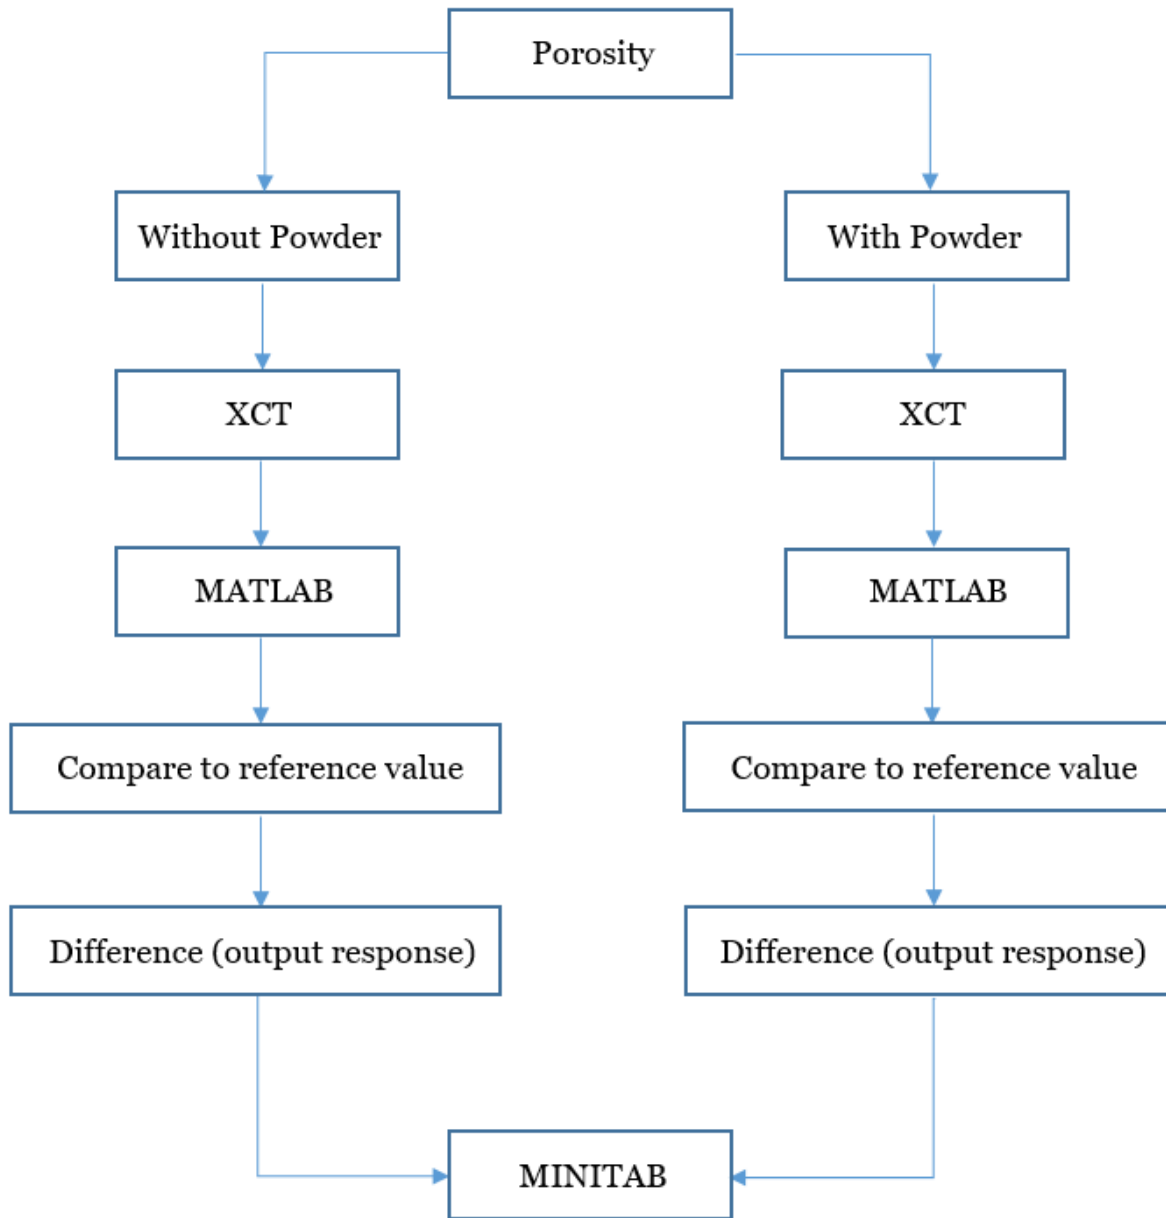 Porosity
Without Powder
With Powder
XCT
XCT
MATLAB
MATLAB
Compare to reference value
Compare to reference value
Difference (output response)
Difference (output response)
MINITAB